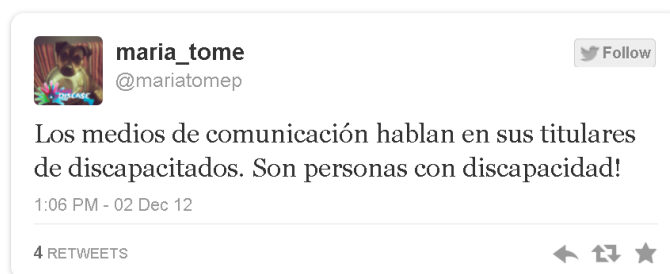 maria_tome
Follow
@mariatomep
Los medios de comunicación hablan en sus titulares
de discapacitados. Son personas con discapacidad!
1:06 PM - 02 Dec 12
4 RETWEETS